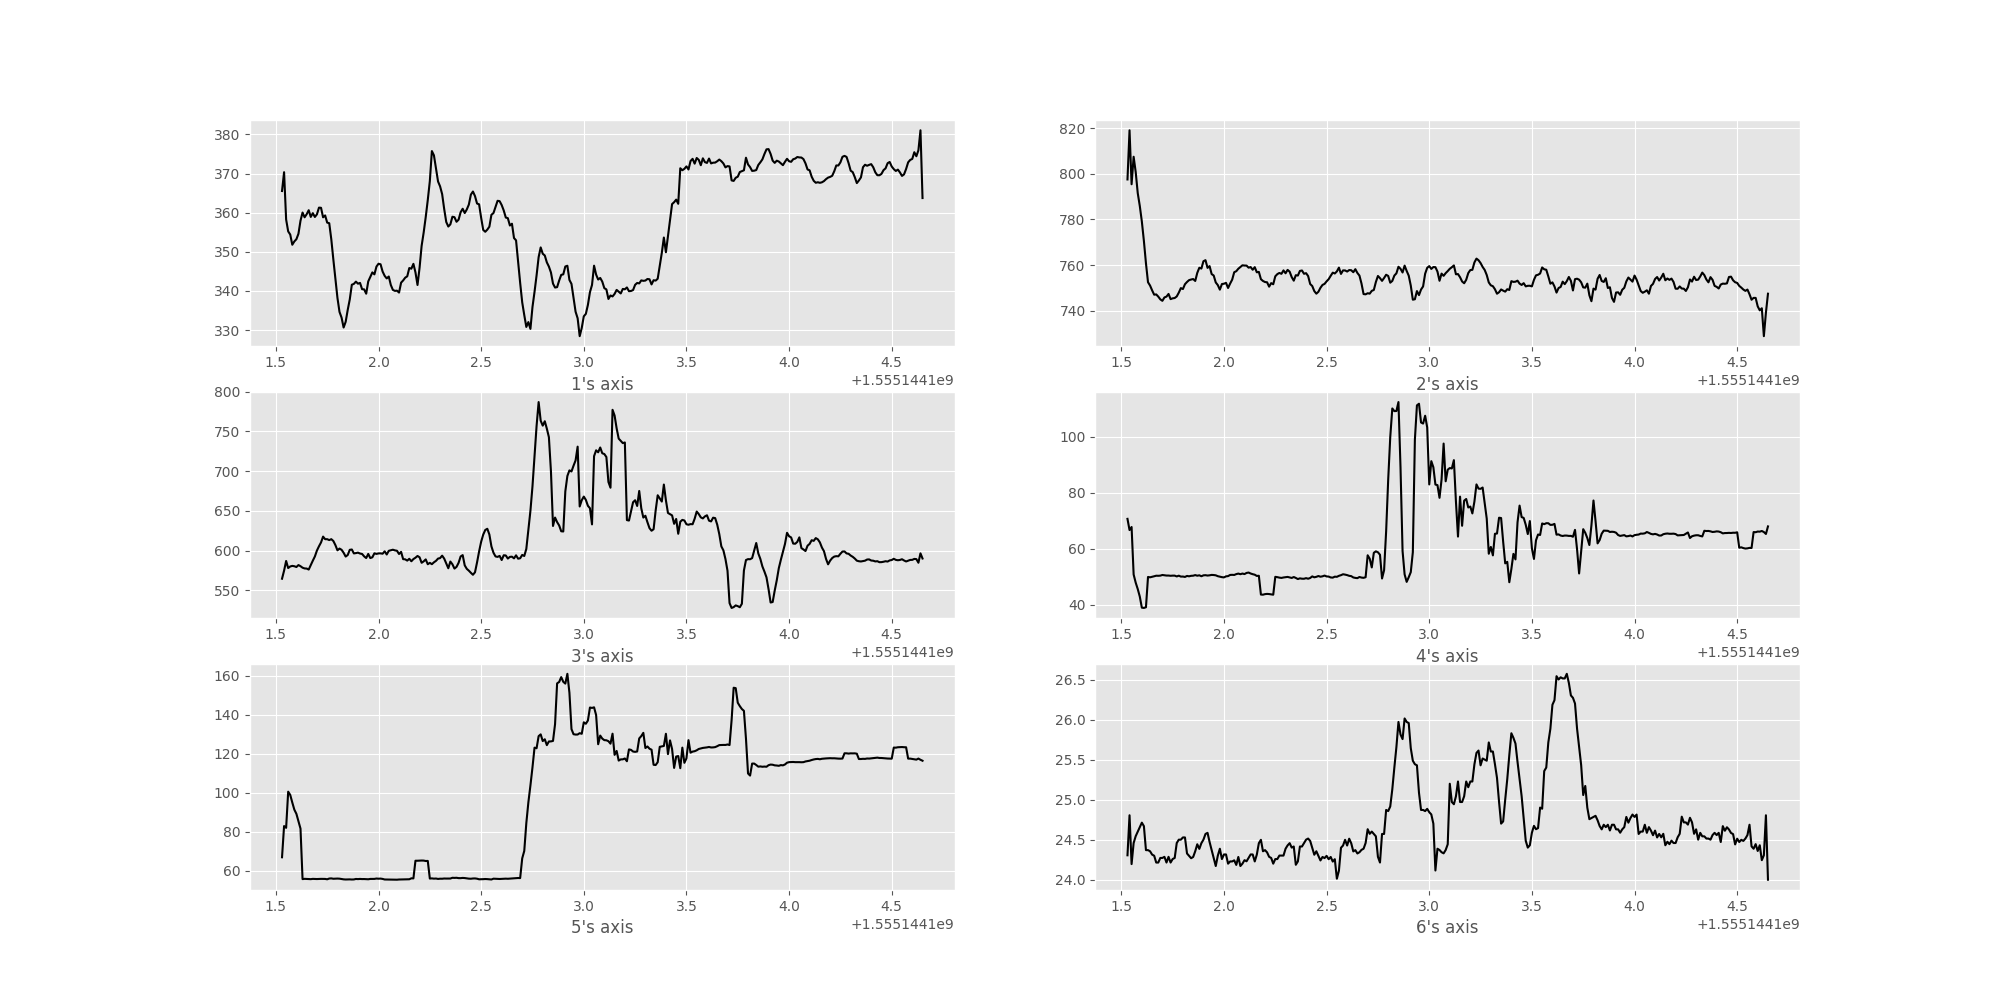 380
370
360
350
340
330
1.5 2.0 2.5 3.0 3.5 4.0 4.5
1's axis
+1.5551441e9
820
800
780
760
740
1.5 2.0 2.5 3.0 3.5 4.0 4.5
2's axis
+1.5551441e9
800
750
700
650
600
550
1.5 2.0 2.5 3.0 3.5 4.0 4.5
3's axis
+1.5551441e9
100
80
60
40
1.5 2.0 2.5 3.0 3.5 4.0 4.5
4's axis
+1.5551441e9
160
140
120
100
80
60
1.5 2.0 2.5 3.0 3.5 4.0 4.5
5's axis
+1.5551441e9
26.5
26.0
25.5
25.0
24.5
24.0
1.5 2.0 2.5 3.0 3.5 4.0 4.5
6's axis
+1.5551441e9